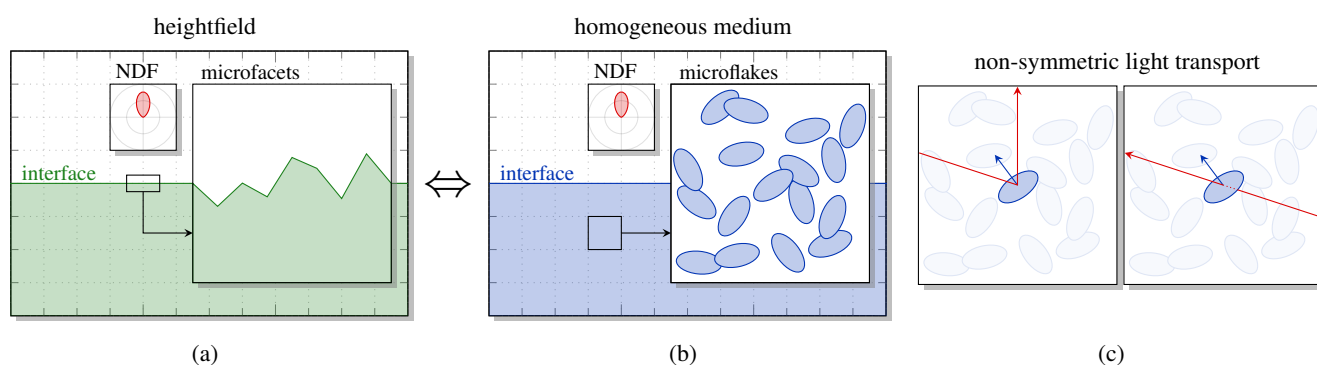 heightfield
NDF
microfacets
interface
(a)
homogeneous medium
NDF
microflakes
interface
(b)
non-symmetric light transport
(c)